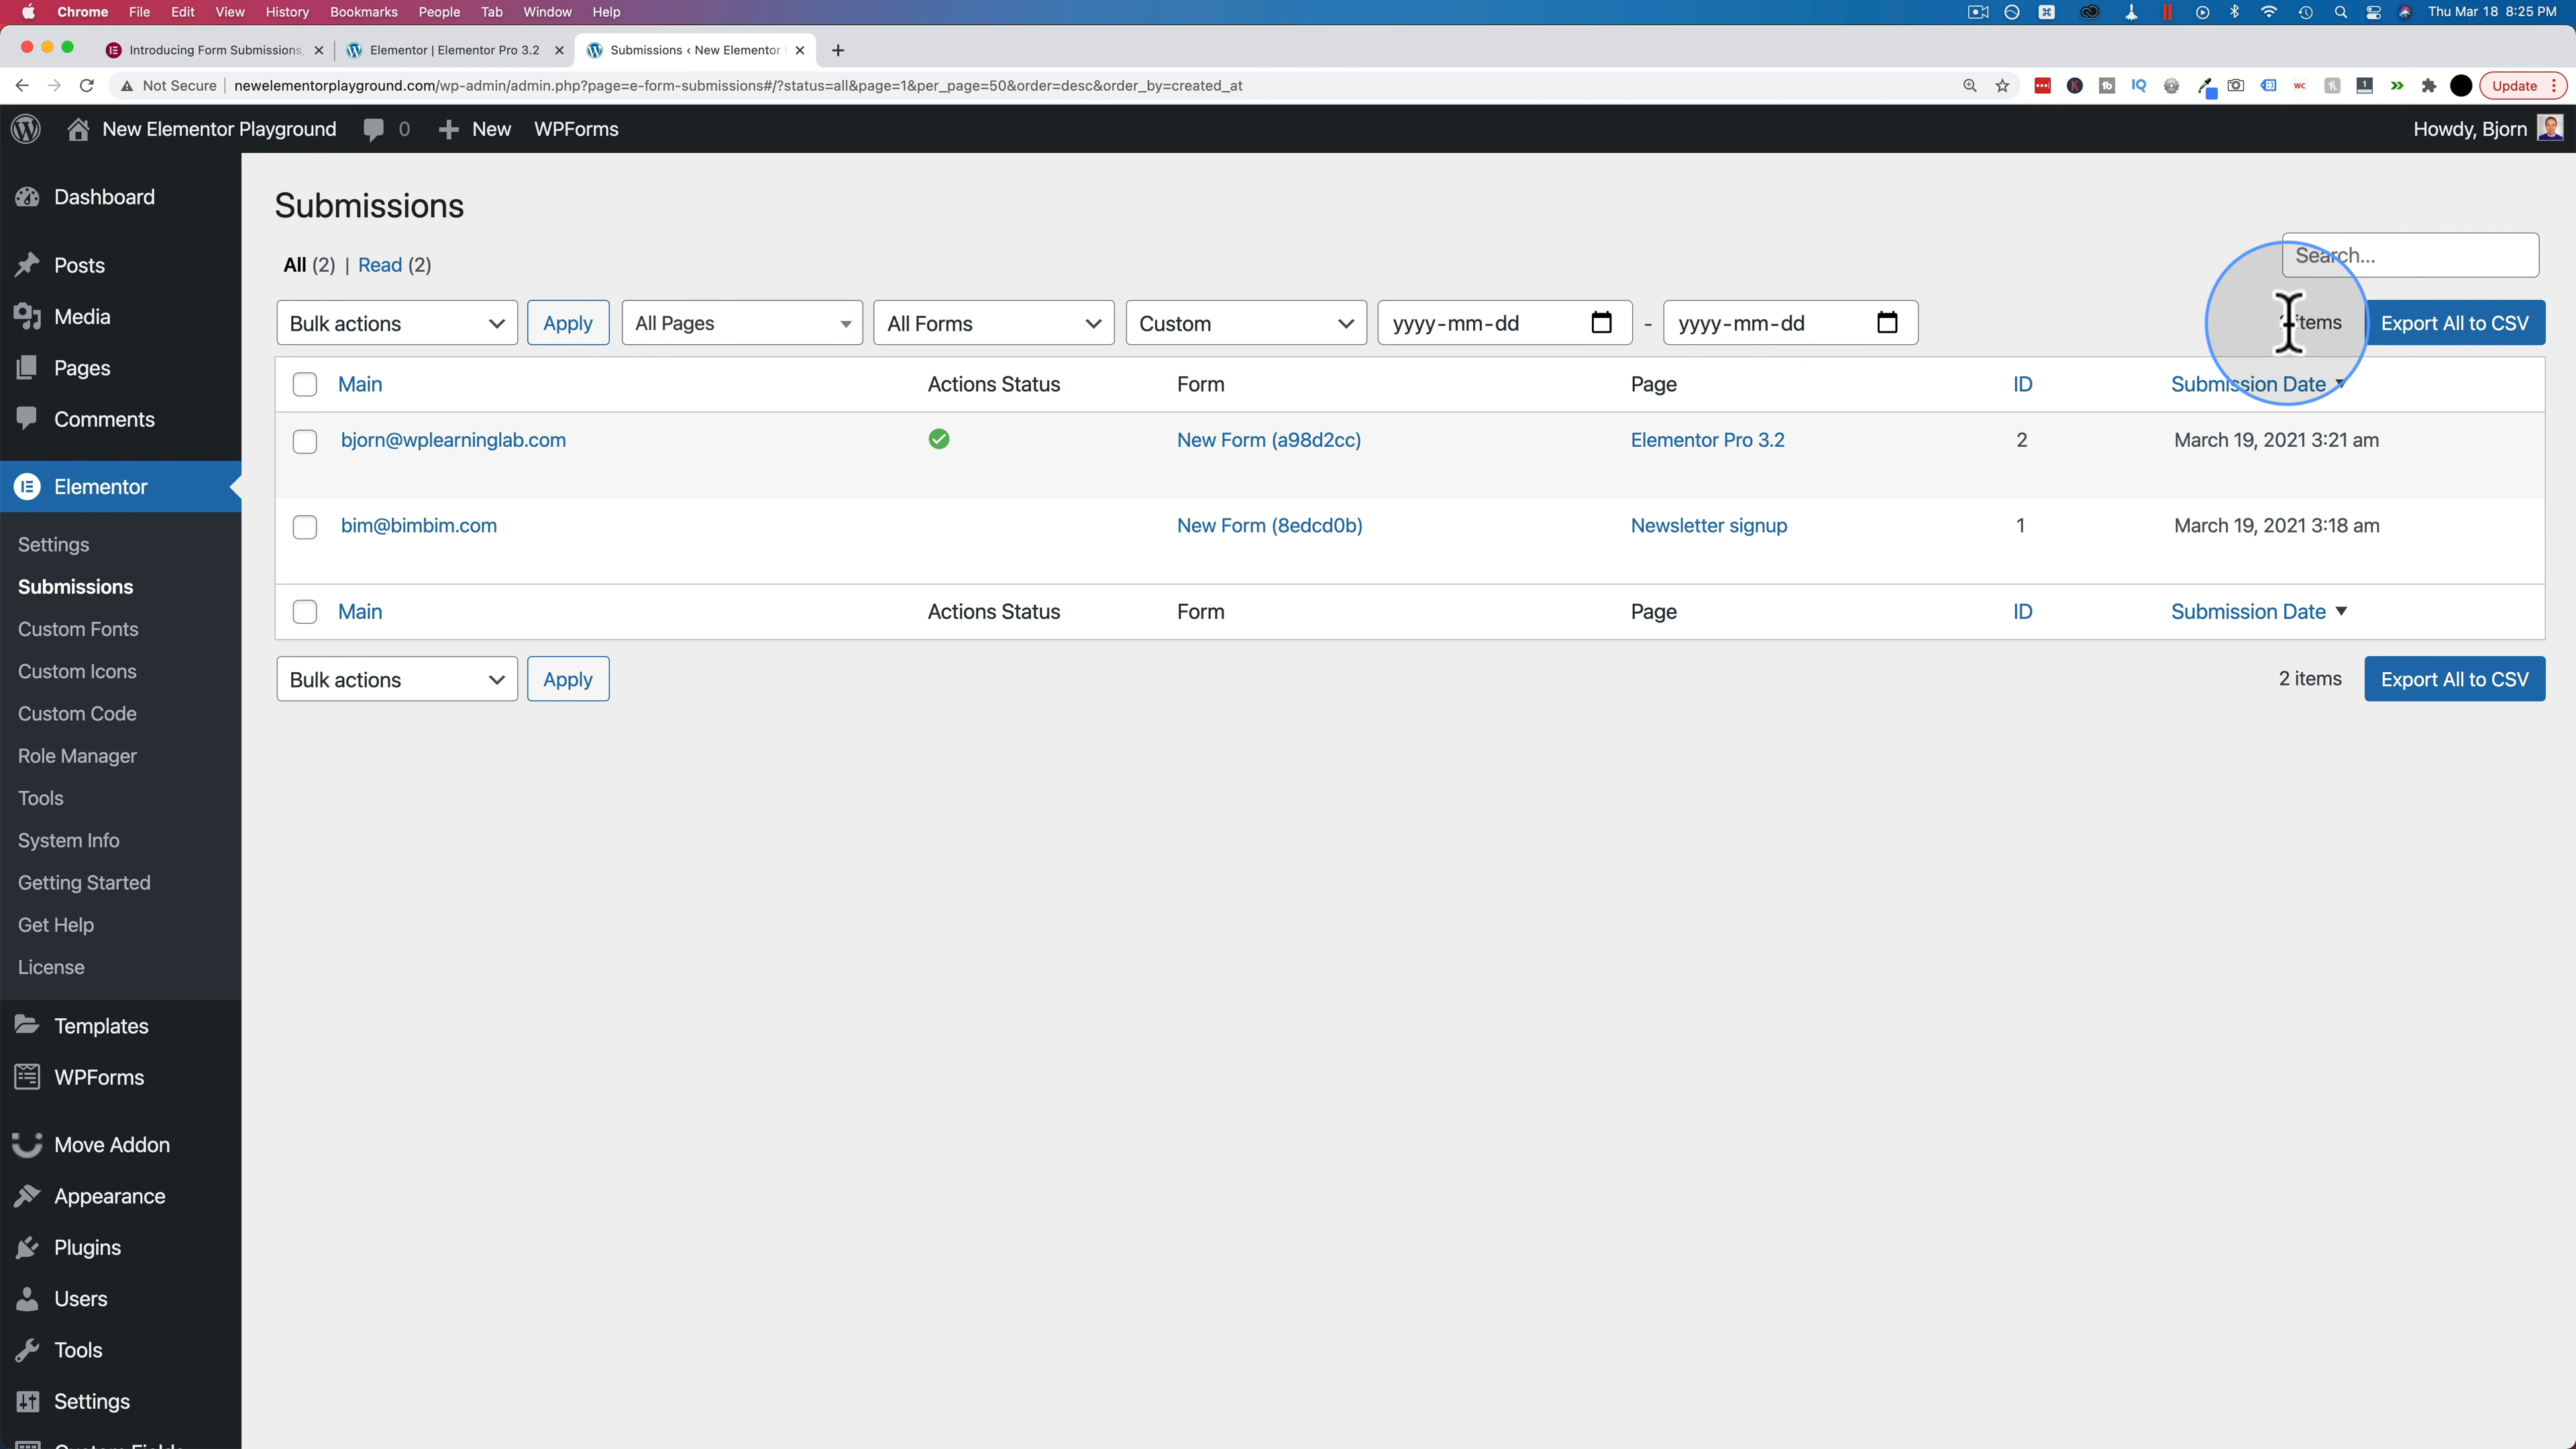 Chrome File Edit View History Bookmarks People Tab Window Help Thu Mar 18 8:25 PM
Introducing Form Submissions, Elementor | Elementor Pro 3.2 Submissions ‹ New Elementor
Not Secure newelementorplayground.com/wp-admin/admin.php?page=e-form-submissions#/?status=all&page=1&per_page=50&order=desc&order_by=created_at Update
New Elementor Playground 0 New WPForms Howdy, Bjorn
Dashboard
Posts
Media
Pages
Comments
Elementor
Settings
Submissions
Custom Fonts
Custom Icons
Custom Code
Role Manager
Tools
System Info
Getting Started
Get Help
License
Templates
WPForms
Move Addon
Appearance
Plugins
Users
Tools
Settings
Submissions
All (2) | Read (2) Search...
Bulk actions Apply All Pages All Forms Custom yyyy-mm-dd - yyyy-mm-dd items Export All to CSV
Main Actions Status Form Page ID Submission Date
bjorn@wplearninglab.com New Form (a98d2cc) Elementor Pro 3.2 2 March 19, 2021 3:21 am
bim@bimbim.com New Form (8edcd0b) Newsletter signup 1 March 19, 2021 3:18 am
Main Actions Status Form Page ID Submission Date
Bulk actions Apply 2 items Export All to CSV